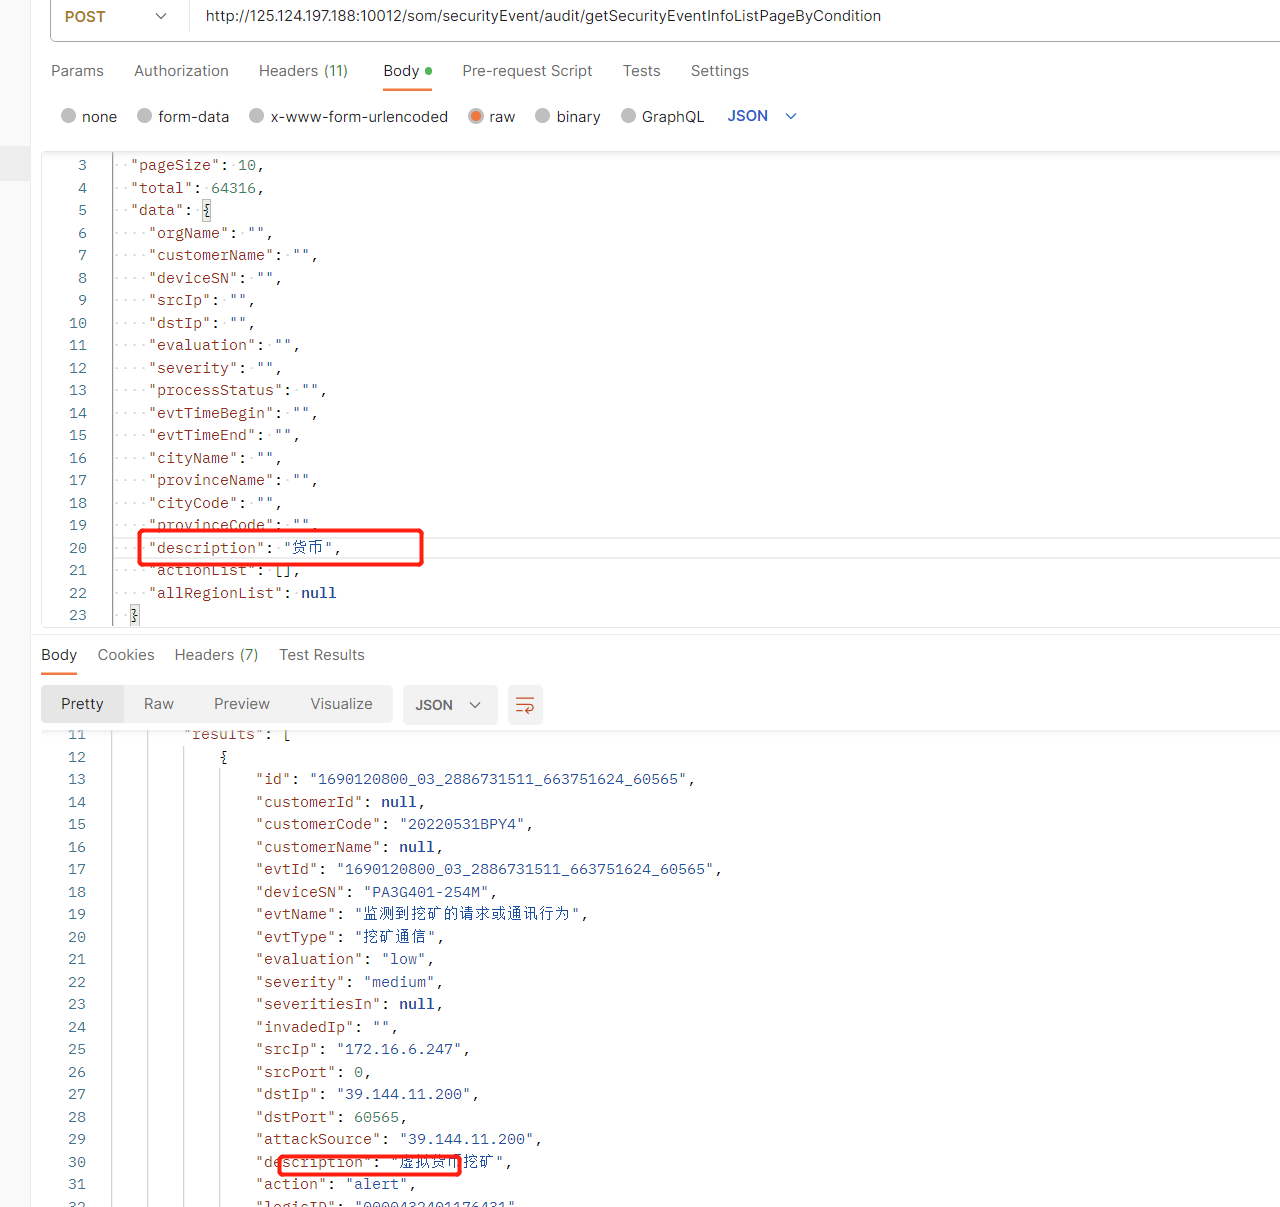 POST http://125.124.197.188:10012/som/securityEvent/audit/getSecurityEventInfoListPageByCondition
Params Authorization Headers (11) Body Pre-request Script Tests Settings
none form-data x-www-form-urlencoded raw binary GraphQL JSON
3 "pageSize": 10,
4 "total": 64316,
5 "data": {
6 "orgName": "",
7 "customerName": "",
8 "deviceSN": "",
9 "srcIp": "",
10 "dstIp": "",
11 "evaluation": "",
12 "severity": "",
13 "processStatus": "",
14 "evtTimeBegin": "",
15 "evtTimeEnd": "",
16 "cityName": "",
17 "provinceName": "",
18 "cityCode": "",
19 "provinceCode": "",
20 "description": "货币",
21 "actionList": [],
22 "allRegionList": null
23 }
Body Cookies Headers (7) Test Results
Pretty Raw Preview Visualize JSON
11 "results": [
12 {
13 "id": "1690120800_03_2886731511_663751624_60565",
14 "customerId": null,
15 "customerCode": "20220531BPY4",
16 "customerName": null,
17 "evtId": "1690120800_03_2886731511_663751624_60565",
18 "deviceSN": "PA3G401-254M",
19 "evtName": "监测到挖矿的请求或通讯行为",
20 "evtType": "挖矿通信",
21 "evaluation": "low",
22 "severity": "medium",
23 "severitiesIn": null,
24 "invadedIp": "",
25 "srcIp": "172.16.6.247",
26 "srcPort": 0,
27 "dstIp": "39.144.11.200",
28 "dstPort": 60565,
29 "attackSource": "39.144.11.200",
30 "description": "虚拟货币挖矿",
31 "action": "alert",
32 "logisID": "0000432401176431"